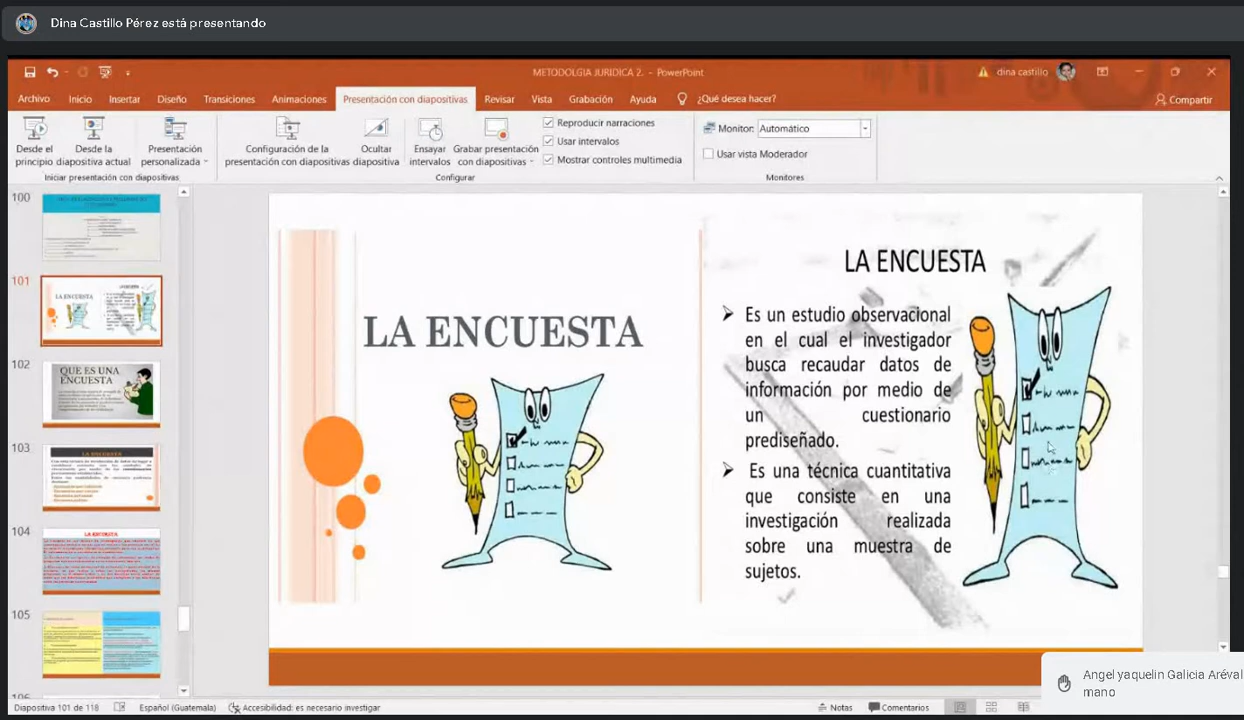 Dina Castillo Pérez está presentando
METODOLGIA JURIDICA 2. - PowerPoint
dina castillo
Archivo Inicio Insertar Diseño Transiciones Animaciones Presentación con diapositivas Revisar Vista Grabación Ayuda ¿Qué desea hacer? Compartir
Desde el principio
Desde la diapositiva actual
Presentación personalizada
Iniciar presentación con diapositivas
Configuración de la presentación con diapositivas
Ocultar diapositiva
Ensayar intervalos
Grabar presentación con diapositivas
Reproducir narraciones
Usar intervalos
Mostrar controles multimedia
Configurar
Monitor: Automático
Usar vista Moderador
Monitores
100
101
LA ENCUESTA
102
QUE ES UNA
ENCUESTA
103
LA ENCUESTA
104
LA ENCUESTA
105
LA ENCUESTA
LA ENCUESTA
Es un estudio observacional
en el cual el investigador
busca recaudar datos de
información por medio de
un cuestionario
prediseñado.
Es una técnica cuantitativa
que consiste en una
investigación realizada
sobre una muestra de
sujetos.
Diapositiva 101 de 118 Español (Guatemala) Accesibilidad: es necesario investigar Notas Comentarios
Angel yaquelin Galicia Aréval
mano